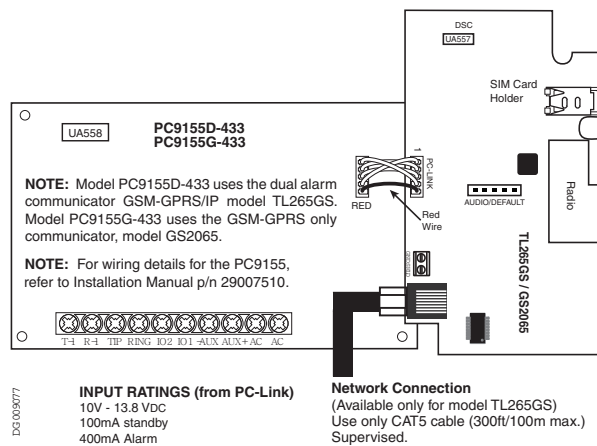 DSC
UA557
SIM Card
Holder
UA558
PC9155D-433
PC9155G-433
NOTE: Model PC9155D-433 uses the dual alarm
communicator GSM-GPRS/IP model TL265GS.
Model PC9155G-433 uses the GSM-GPRS only
communicator, model GS2065.
NOTE: For wiring details for the PC9155,
refer to Installation Manual p/n 29007510.
1
PC-LINK
RED
Red
Wire
AUDIO/DEFAULT
Radio
TL265GS / GS2065
T-1 R-1 TIP RING IO2 IO1 -AUX AUX+ AC AC
DG009077
INPUT RATINGS (from PC-Link)
10V - 13.8 VDC
100mA standby
400mA Alarm
Network Connection
(Available only for model TL265GS)
Use only CAT5 cable (300ft/100m max.)
Supervised.